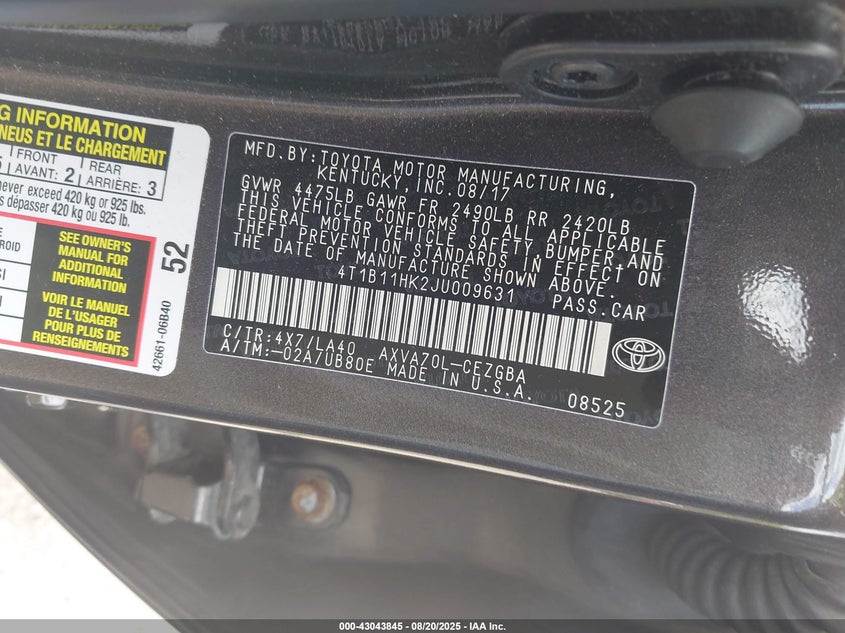 G INFORMATION
NEUS ET LE CHARGEMENT
5 FRONT AVANT: 2 REAR ARRIÈRE: 3
never exceed 420 kg or 925 lbs.
s dépasser 420 kg ou 925 lb.
SEE OWNER'S
MANUAL FOR
ADDITIONAL
INFORMATION
VOIR LE MANUEL
DE L'USAGER
POUR PLUS DE
RENSEIGNEMENTS
52
42661-06B40
MFD.BY:TOYOTA MOTOR MANUFACTURING,
KENTUCKY,INC.08/17
GVWR 4475LB GAWR FR 2490LB RR 2420LB
THIS VEHICLE CONFORMS TO ALL APPLICABLE
FEDERAL MOTOR VEHICLE SAFETY,BUMPER,AND
THEFT PREVENTION STANDARDS IN EFFECT ON
THE DATE OF MANUFACTURE SHOWN ABOVE.
4T1B11HK2JU009631 PASS.CAR
C/TR:4X7/LA40 AXVA70L-CEZGBA
A/TM:-02A/UB80E MADE IN U.S.A.
08525
000-43043845 - 08/20/2025 - IAA Inc.